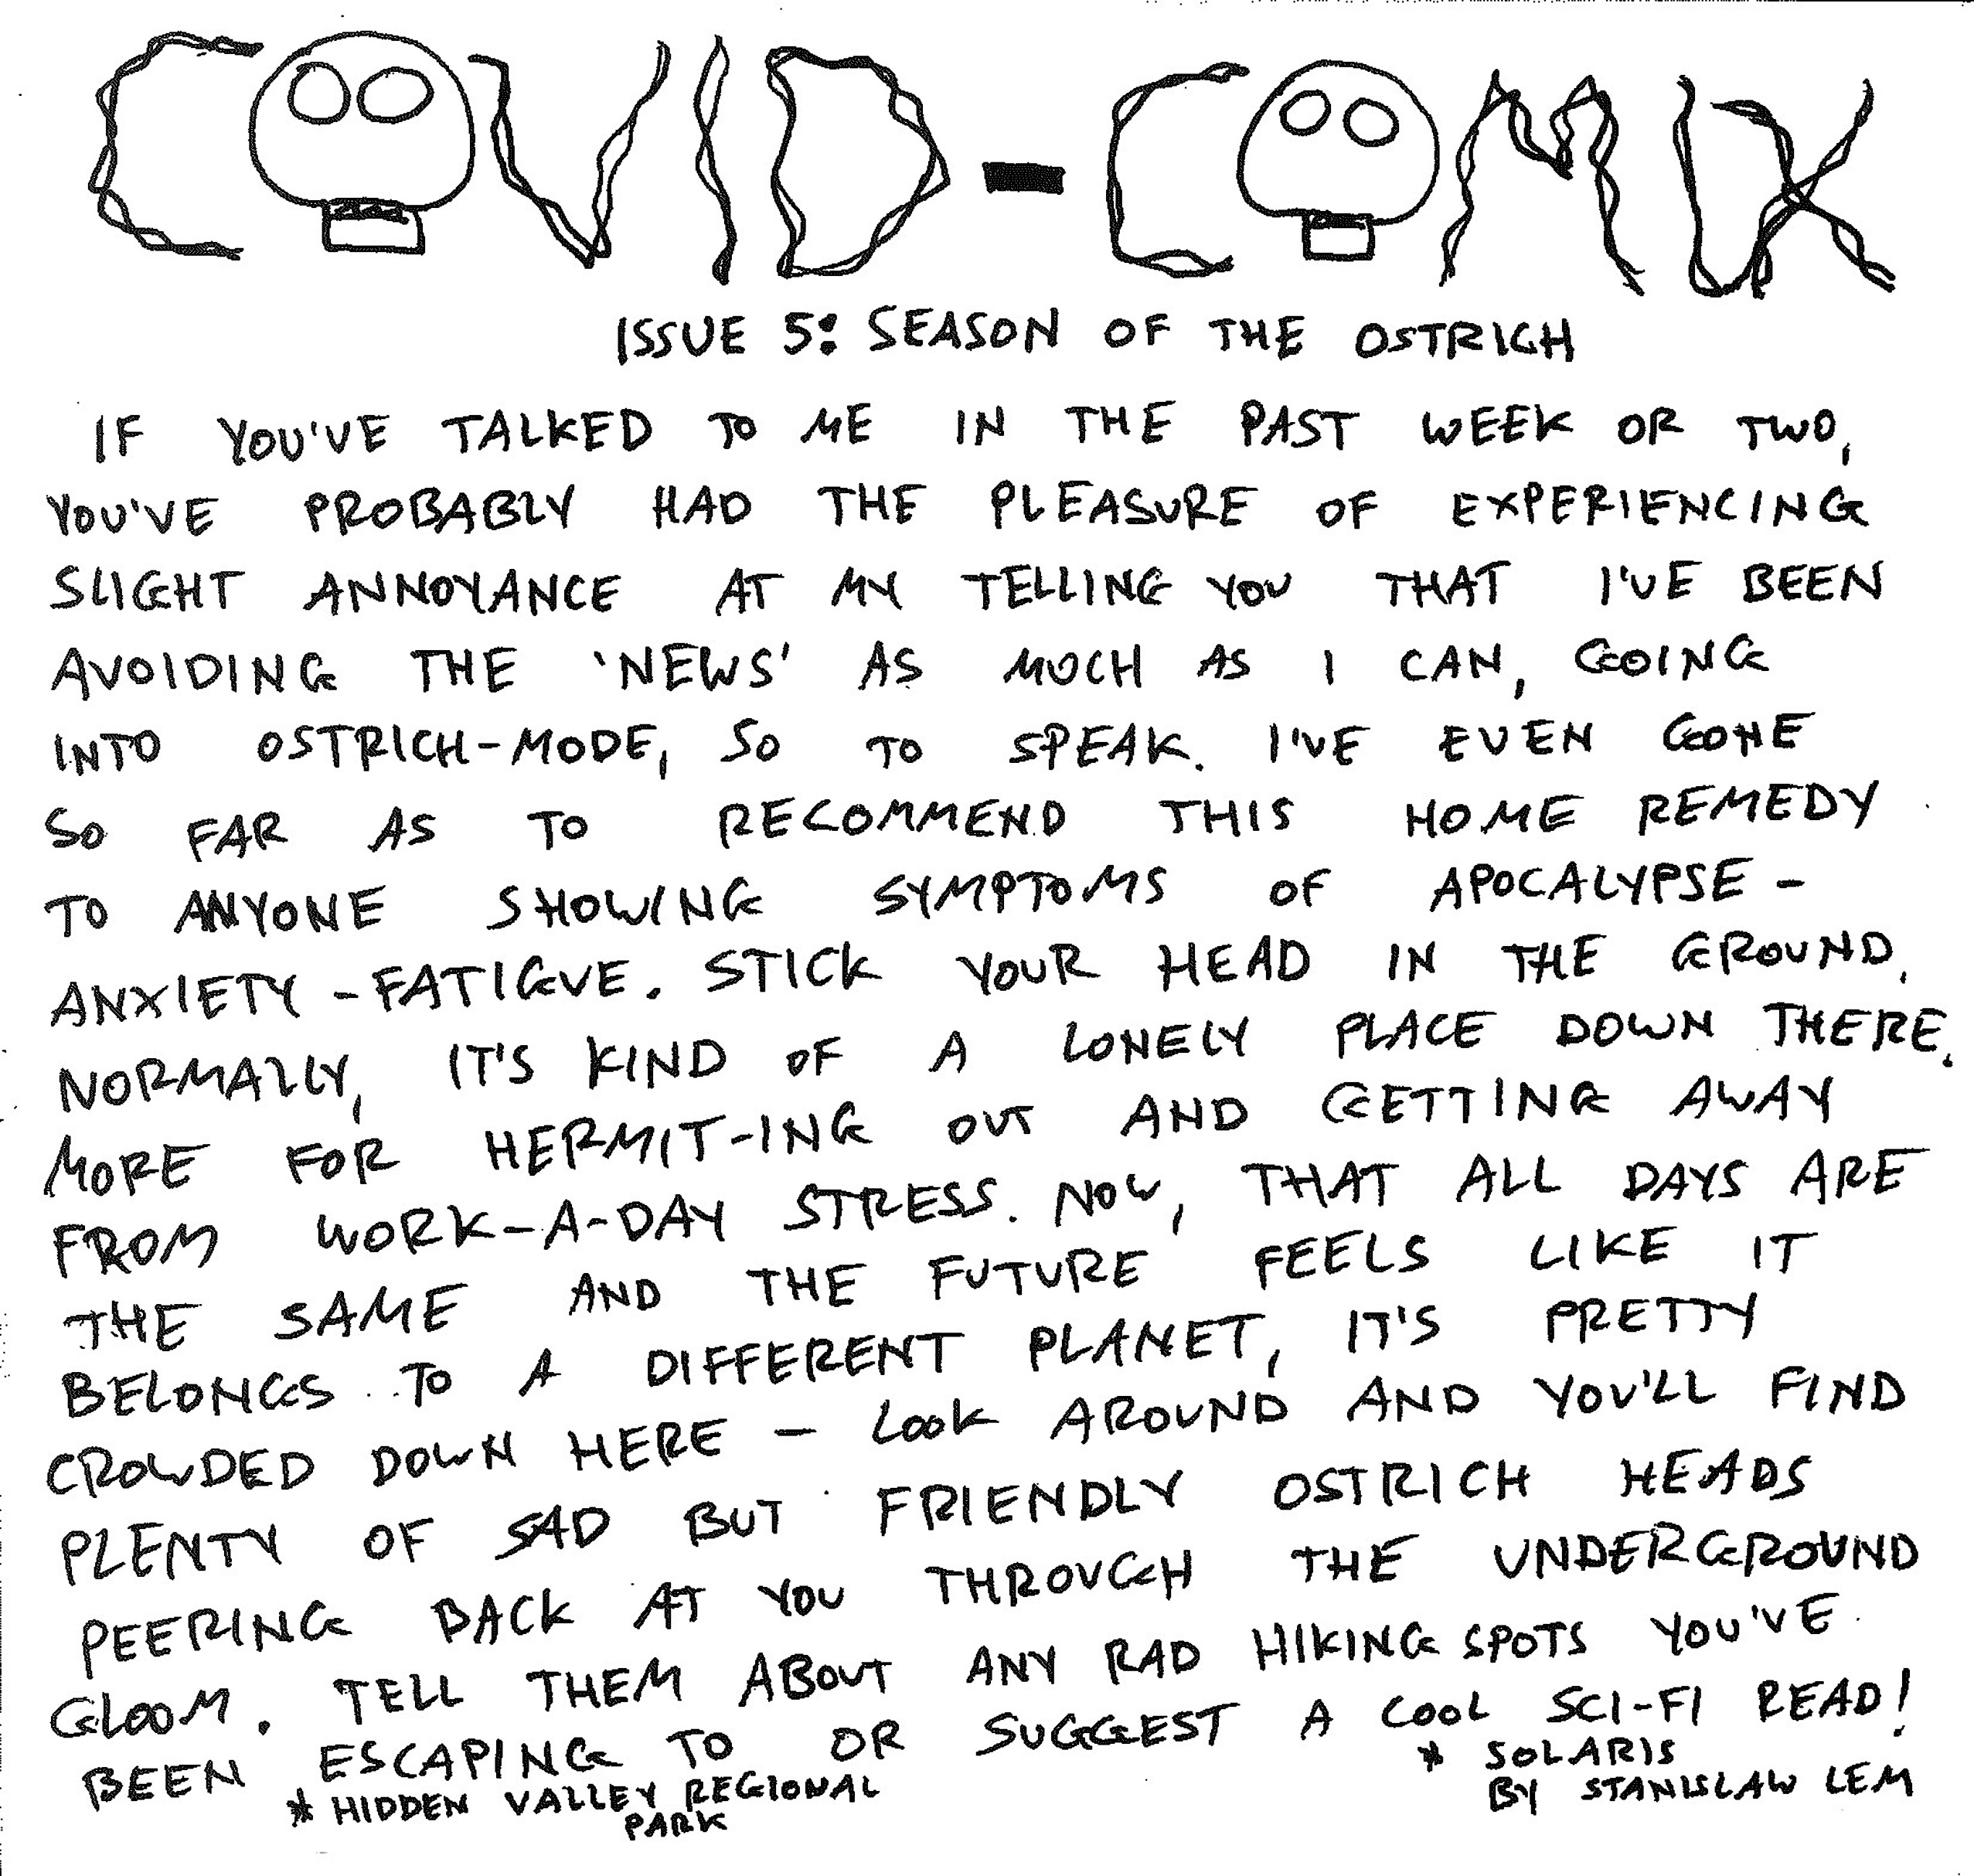 COVID-COMIX
ISSUE 5: SEASON OF THE OSTRICH
IF YOU'VE TALKED TO ME IN THE PAST WEEK OR TWO,
YOU'VE PROBABLY HAD THE PLEASURE OF EXPERIENCING
SLIGHT ANNOYANCE AT MY TELLING YOU THAT I'VE BEEN
AVOIDING THE 'NEWS' AS MUCH AS I CAN, GOING
INTO OSTRICH-MODE, SO TO SPEAK. I'VE EVEN GONE
SO FAR AS TO RECOMMEND THIS HOME REMEDY
TO ANYONE SHOWING SYMPTOMS OF APOCALYPSE-
ANXIETY-FATIGUE. STICK YOUR HEAD IN THE GROUND,
NORMALLY, IT'S KIND OF A LONELY PLACE DOWN THERE.
MORE FOR HERMIT-ING OUT AND GETTING AWAY
FROM WORK-A-DAY STRESS. NOW, THAT ALL DAYS ARE
THE SAME AND THE FUTURE FEELS LIKE IT
BELONGS TO A DIFFERENT PLANET, IT'S PRETTY
CROWDED DOWN HERE - LOOK AROUND AND YOU'LL FIND
PLENTY OF SAD BUT FRIENDLY OSTRICH HEADS
PEERING BACK AT YOU THROUGH THE UNDERGROUND
GLOOM. TELL THEM ABOUT ANY RAD HIKING SPOTS YOU'VE
BEEN ESCAPING TO OR SUGGEST A COOL SCI-FI READ!
* HIDDEN VALLEY REGIONAL
PARK
* SOLARIS
BY STANISLAW LEM